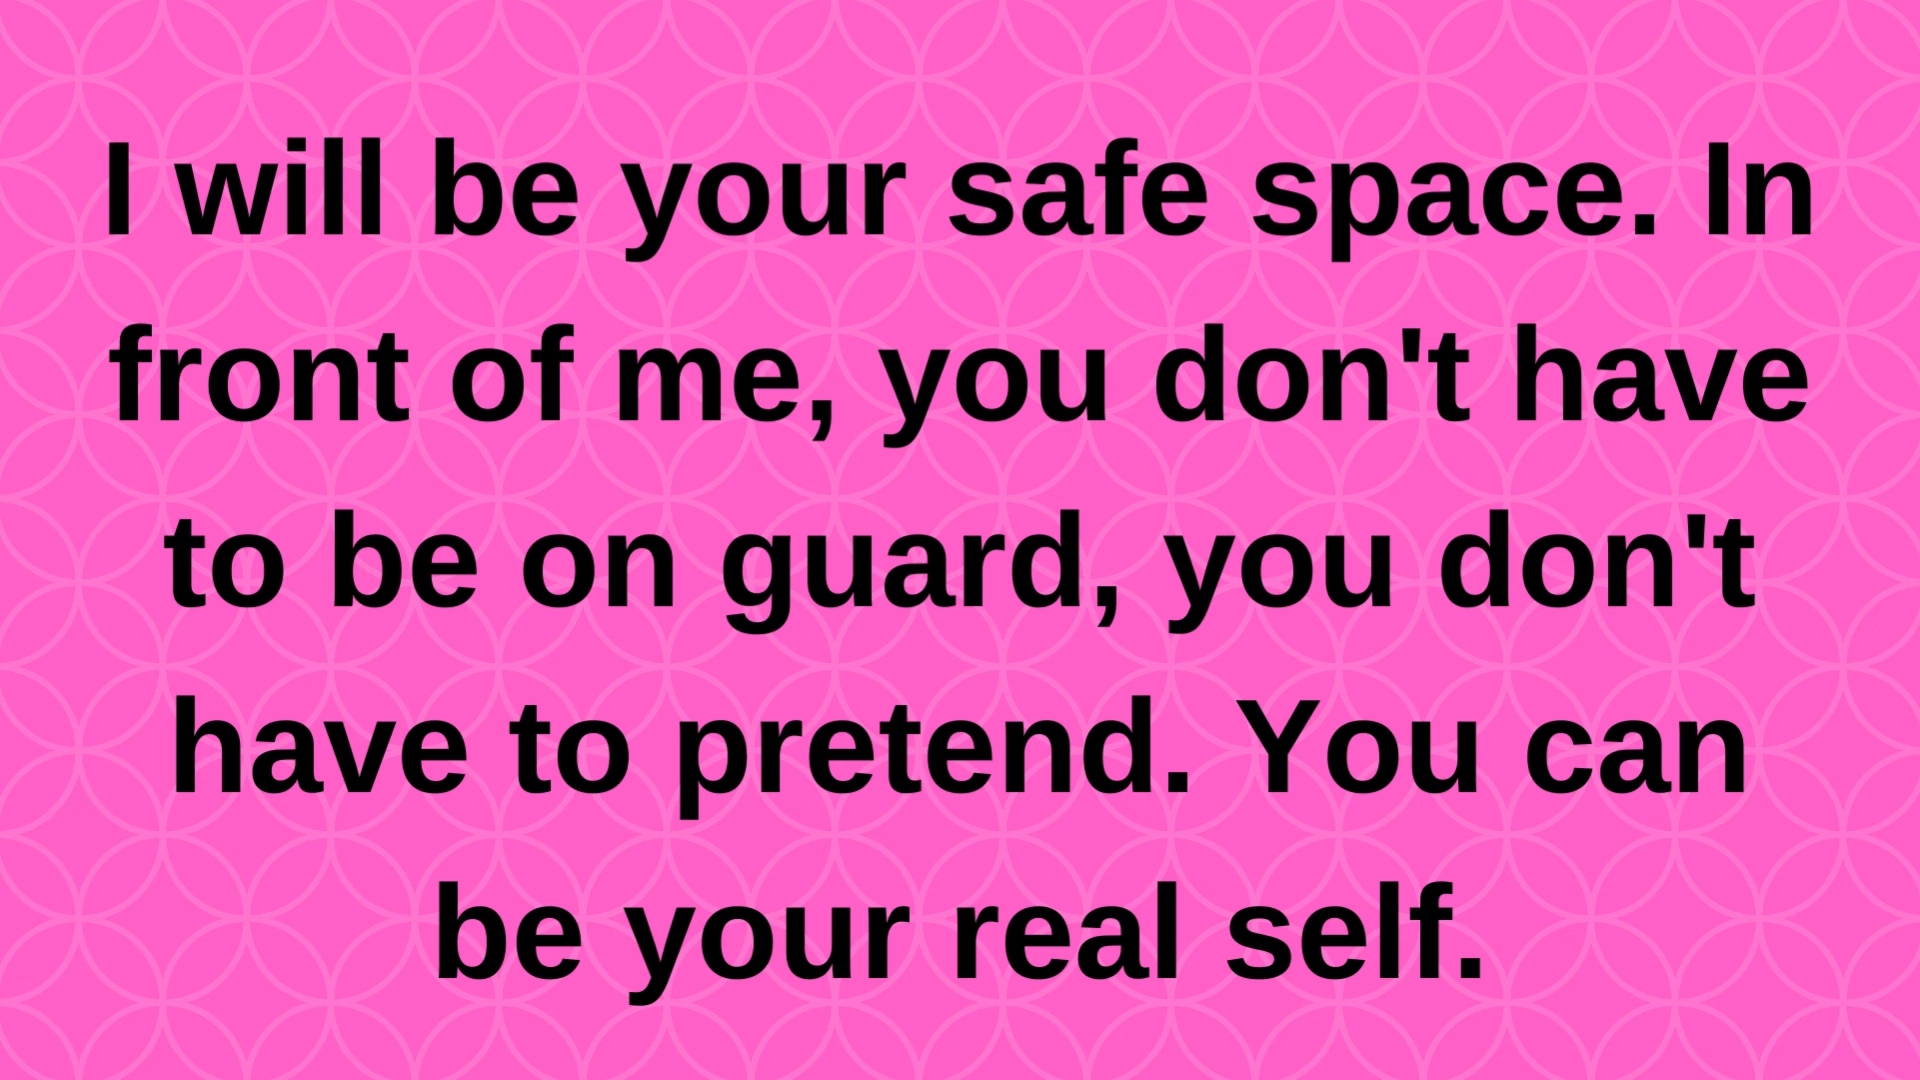 I will be your safe space. In
front of me, you don't have
to be on guard, you don't
have to pretend. You can
be your real self.